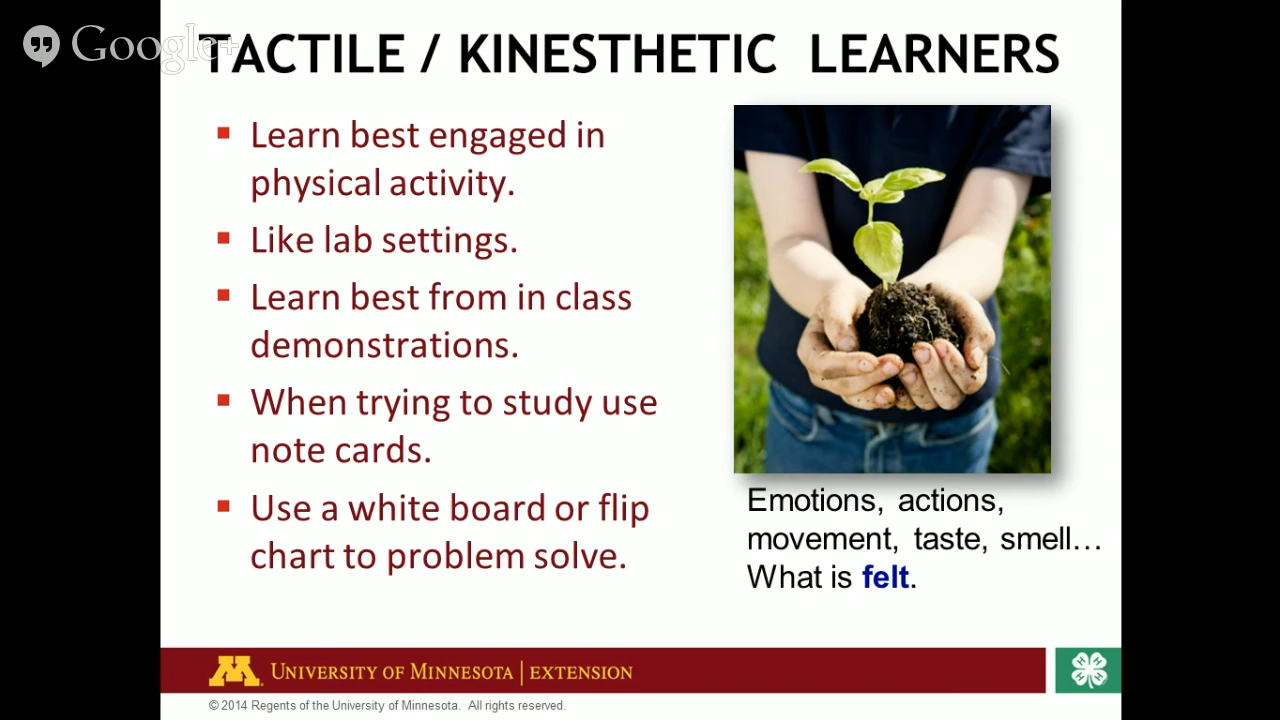 Google+
TACTILE / KINESTHETIC LEARNERS
Learn best engaged in
physical activity.
Like lab settings.
Learn best from in class
demonstrations.
When trying to study use
note cards.
Use a white board or flip
chart to problem solve.
Emotions, actions,
movement, taste, smell…
What is felt.
M UNIVERSITY OF MINNESOTA | EXTENSION
H H H H
© 2014 Regents of the University of Minnesota. All rights reserved.